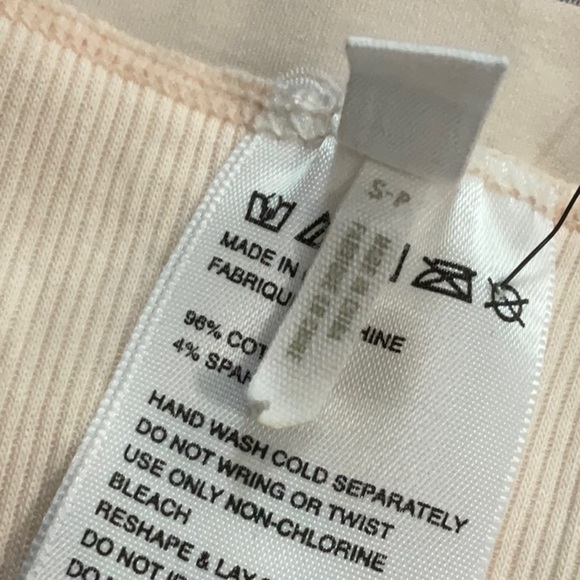 S-P
MADE IN
FABRIQU HINE
96% COT
4% SPA
HAND WASH COLD SEPARATELY
DO NOT WRING OR TWIST
USE ONLY NON-CHLORINE
BLEACH
RESHAPE & LAY
DO NOT
DO